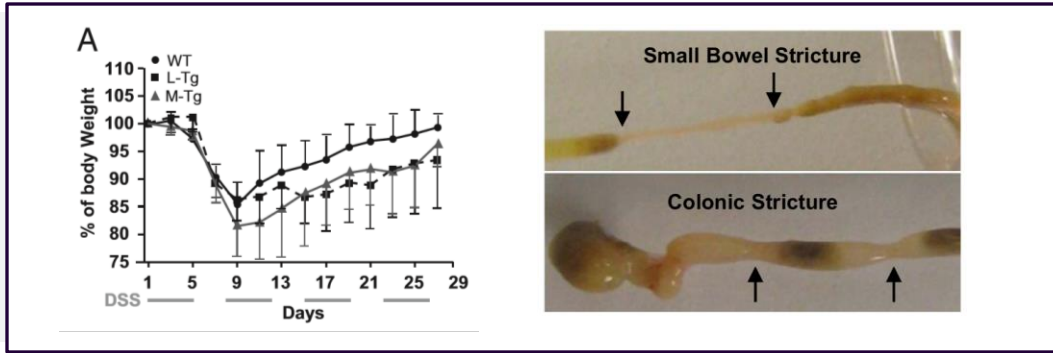 A
WT
L-Tg
M-Tg
% of body Weight
110
105
100
95
90
85
80
75
1 5 9 13 17 21 25 29
DSS
Days
Small Bowel Stricture
Colonic Stricture